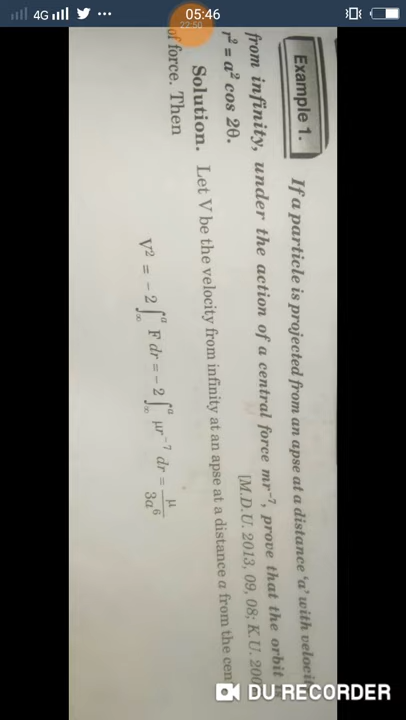 4G 05:46
22:50
Example 1. If a particle is projected from an apse at a distance 'a' with
from infinity, under the action of a central force mr⁻⁷, prove that the orbit
r² = a² cos 2θ. [M.D.U. 2013, 09, 08; K.U.
Solution. Let V be the velocity from infinity at an apse at a distance a from the
of force. Then
V² = − 2 ∫∞ᵃ F dr = − 2 ∫∞ᵃ μr⁻⁷ dr = μ/3a⁶
DU RECORDER